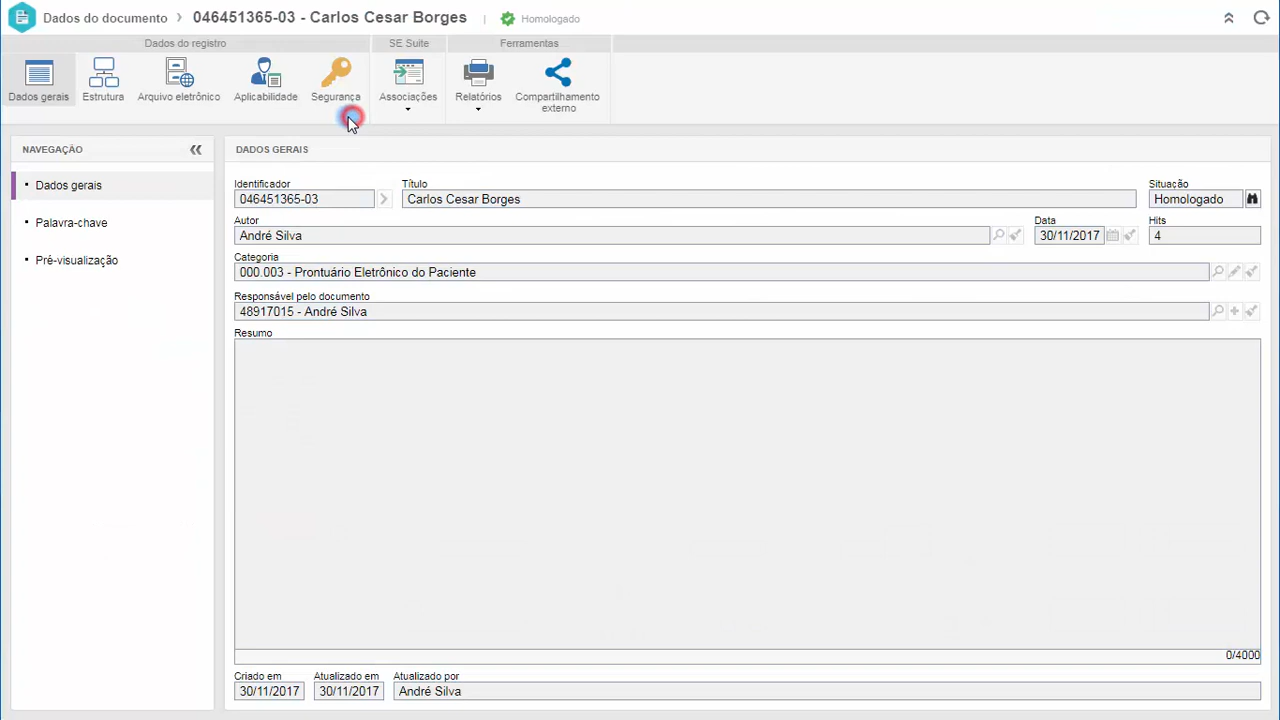 Dados do documento › 046451365-03 - Carlos Cesar Borges | Homologado
Dados do registro
SE Suite
Ferramentas
Dados gerais
Estrutura
Arquivo eletrônico
Aplicabilidade
Segurança
Associações
Relatórios
Compartilhamento
externo
NAVEGAÇÃO
Dados gerais
Palavra-chave
Pré-visualização
DADOS GERAIS
Identificador
Título
Situação
046451365-03
Carlos Cesar Borges
Homologado
Autor
Data
Hits
André Silva
30/11/2017
4
Categoria
000.003 - Prontuário Eletrônico do Paciente
Responsável pelo documento
48917015 - André Silva
Resumo
0/4000
Criado em
Atualizado em
Atualizado por
30/11/2017
30/11/2017
André Silva